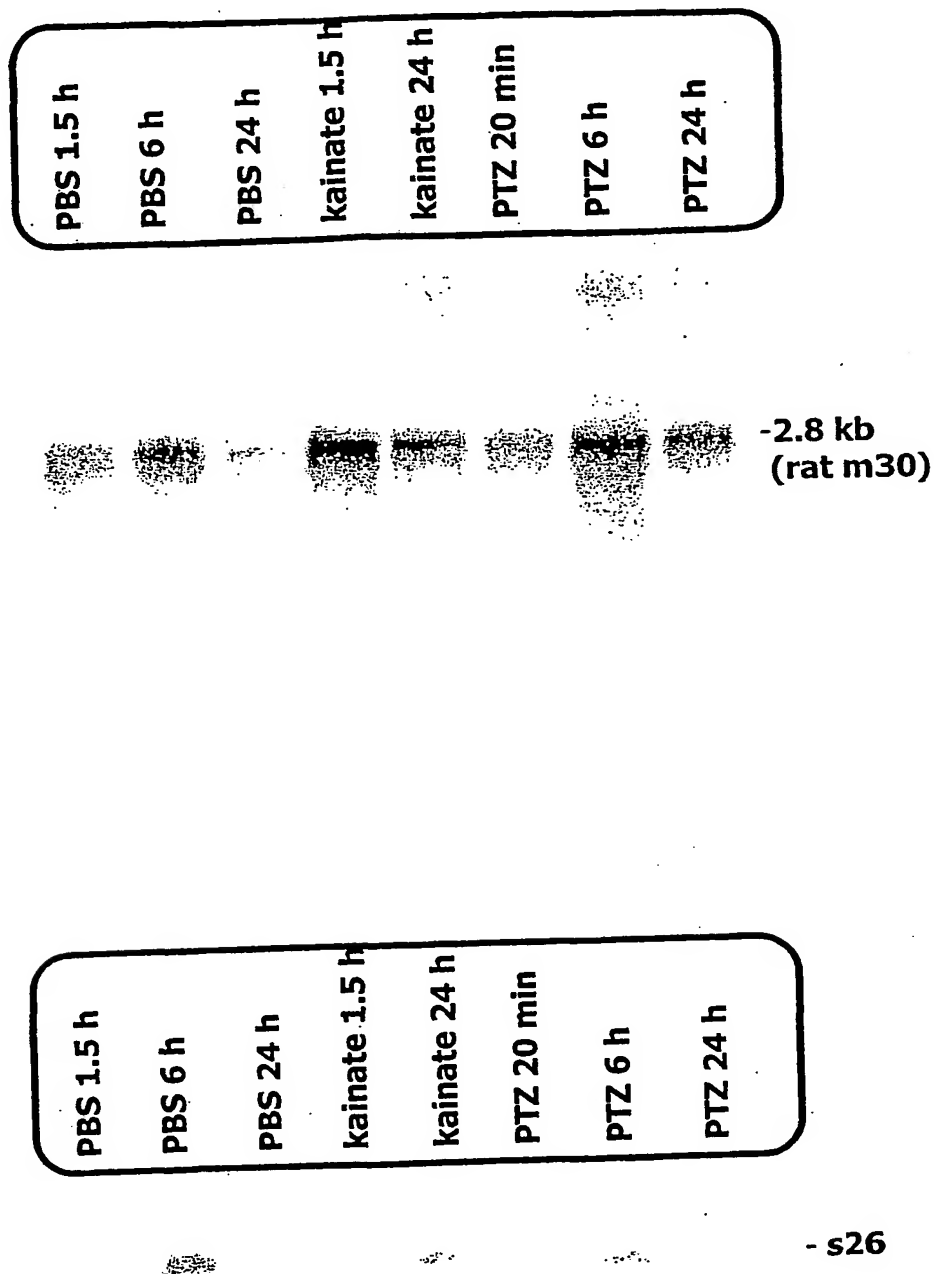 PBS 1.5 h
PBS 6 h
PBS 24 h
kainate 1.5 h
kainate 24 h
PTZ 20 min
PTZ 6 h
PTZ 24 h
-2.8 kb
(rat m30)
PBS 1.5 h
PBS 6 h
PBS 24 h
kainate 1.5 h
kainate 24 h
PTZ 20 min
PTZ 6 h
PTZ 24 h
- s26